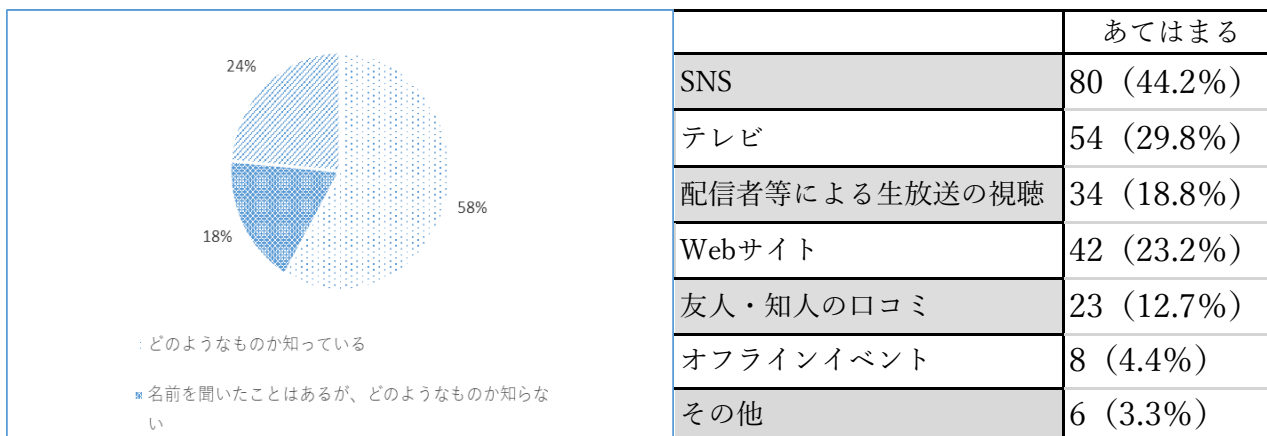 24%
58%
18%
どのようなものか知っている
名前を聞いたことはあるが、どのようなものか知らな
い
あてはまる
SNS 80（44.2%）
テレビ 54（29.8%）
配信者等による生放送の視聴 34（18.8%）
Webサイト 42（23.2%）
友人・知人の口コミ 23（12.7%）
オフラインイベント 8（4.4%）
その他 6（3.3%）